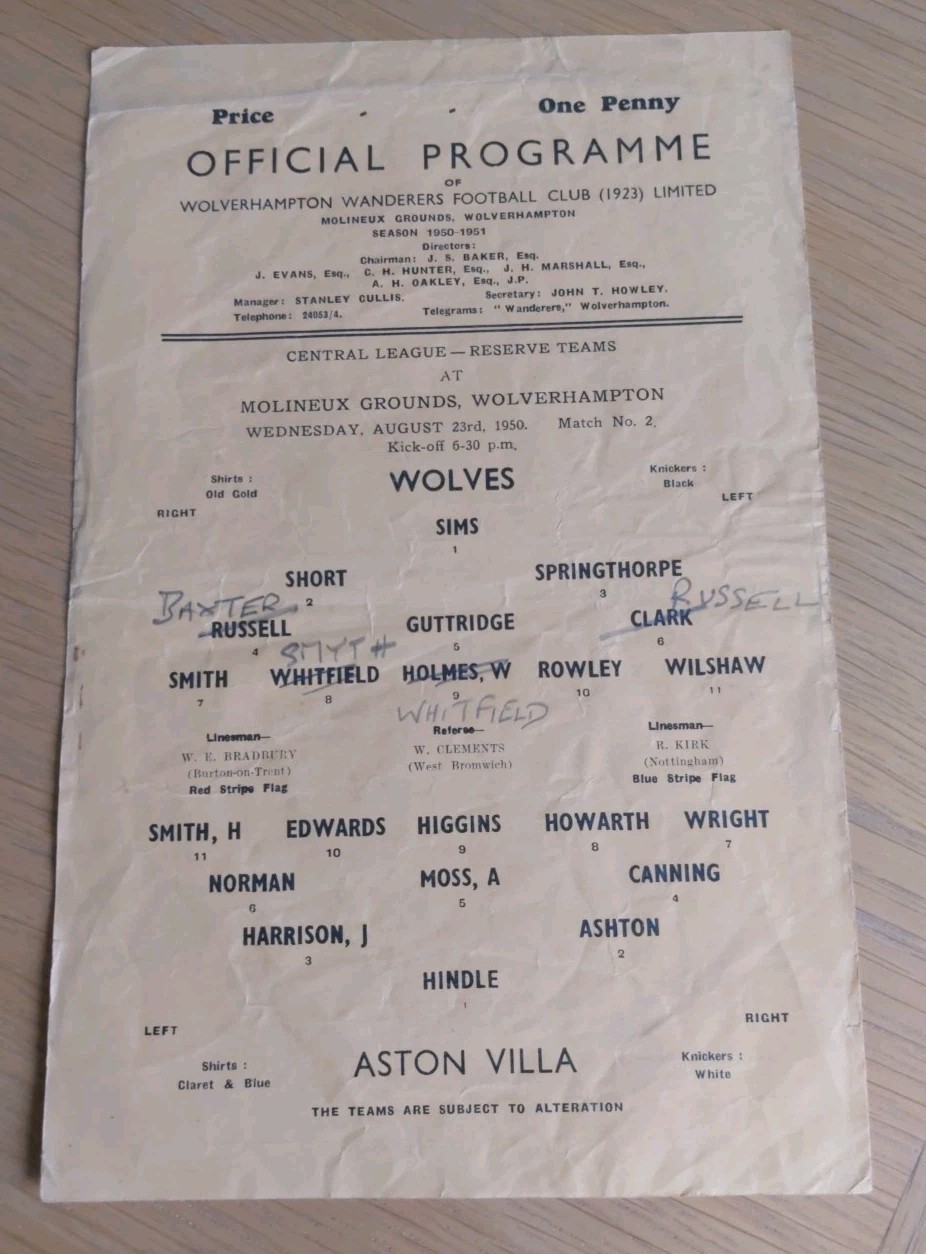 Price - - One Penny
OFFICIAL PROGRAMME
OF
WOLVERHAMPTON WANDERERS FOOTBALL CLUB (1923) LIMITED
MOLINEUX GROUNDS, WOLVERHAMPTON
SEASON 1950-1951
Directors:
Chairman: J. S. BAKER, Esq.
J. EVANS, Esq., C. H. HUNTER, Esq., J. H. MARSHALL, Esq.,
A. H. OAKLEY, Esq., J.P.
Manager: STANLEY CULLIS. Secretary: JOHN T. HOWLEY.
Telephone: 24053/4. Telegrams: "Wanderers," Wolverhampton.
CENTRAL LEAGUE — RESERVE TEAMS
AT
MOLINEUX GROUNDS, WOLVERHAMPTON
WEDNESDAY, AUGUST 23rd, 1950. Match No. 2.
Kick-off 6-30 p.m.
Shirts : WOLVES Knickers :
Old Gold Black
RIGHT LEFT
SIMS
1
SHORT SPRINGTHORPE
2 3
BAXTER RUSSELL
RUSSELL GUTTRIDGE CLARK
4 5 6
SMYTH
SMITH WHITFIELD HOLMES, W ROWLEY WILSHAW
7 8 9 10 11
WHITFIELD
Linesman— Referee— Linesman—
W. E. BRADBURY W. CLEMENTS R. KIRK
(Burton-on-Trent) (West Bromwich) (Nottingham)
Red Stripe Flag Blue Stripe Flag
SMITH, H EDWARDS HIGGINS HOWARTH WRIGHT
11 10 9 8 7
NORMAN MOSS, A CANNING
6 5 4
HARRISON, J ASHTON
3 2
HINDLE
1
LEFT RIGHT
Shirts : ASTON VILLA Knickers :
Claret & Blue White
THE TEAMS ARE SUBJECT TO ALTERATION